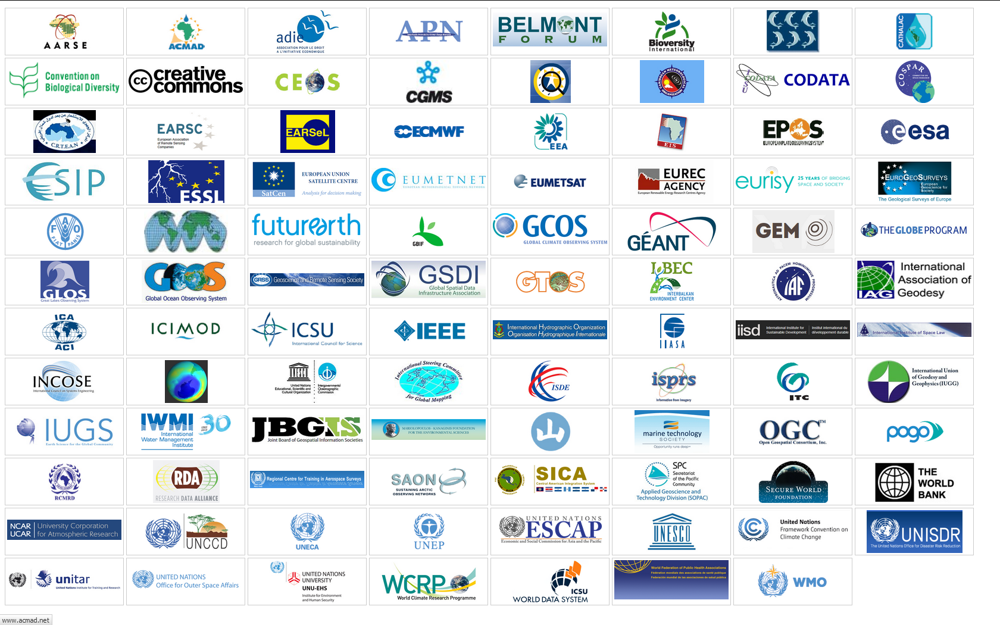 AARSE
ACMAD
adie
ASSOCIATION POUR LE DROIT
A L'INITIATIVE ECONOMIQUE
APN
BELMONT
FORUM
Bioversity
International
CATHALAC
Convention on
Biological Diversity
cc creative
commons
CEOS
CGMS
CODATA
ICSU
CODATA
COSPAR
C.R.T.E.A.N
EARSC
European Association
of Remote Sensing
Companies
EARSeL
ECMWF
EEA
EIS
EPOS
EUROPEANPLATEOBSERVINGSYSTEM
esa
ESIP
ESSL
SatCen
EUROPEAN UNION
SATELLITE CENTRE
Analysis for decision making
EUMETNET
EUROPEAN METEOROLOGICAL SERVICES NETWORK
EUMETSAT
EUREC
AGENCY
European Renewable Energy Research Centres Agency
eurisy
25 YEARS OF BRIDGING
SPACE AND SOCIETY
EUROGEOSURVEYS
European
Geoscience for
Society
The Geological Surveys of Europe
FAO
FIAT PANIS
futurearth
research for global sustainability
GBIF
GCOS
GLOBAL CLIMATE OBSERVING SYSTEM
GÉANT
GEM
THE GLOBE PROGRAM
GLOS
Great Lakes Observing System
GOOS
Global Ocean Observing System
GRSS
Geoscience and Remote Sensing Society
GSDI
Global Spatial Data
Infrastructure Association
GTOS
I BEC
INTERBALKAN
ENVIRONMENT CENTER
ASTRONAUTICA AD PACEM HOMINUMQUE PROGRESSUM
IAF
IAG
International
Association of
Geodesy
ICA
ACI
ICIMOD
ICSU
International Council for Science
IEEE
International Hydrographic Organization
Organisation Hydrographique Internationale
IIASA
iisd
International Institute for
Sustainable Development
Institut international du
développement durable
International Institute of Space Law
INCOSE
International Council on Systems Engineering
UNESCO
United Nations
Educational, Scientific and
Cultural Organization
Intergovernmental
Oceanographic
Commission
International Steering Committee
for Global Mapping
ISDE
isprs
information from imagery
ITC
International Union
of Geodesy and
Geophysics (IUGG)
IUGS
Earth Science for the Global Community
IWMI
International
Water Management
Institute
30
JBGIS
Joint Board of Geospatial Information Societies
MARIOLOPOULOS - KANAGINIS FOUNDATION
FOR THE ENVIRONMENTAL SCIENCES
山
marine technology
SOCIETY
Opportunity runs deep
OGC™
Open Geospatial Consortium, Inc.
pogo
RCMRD
RDA
RESEARCH DATA ALLIANCE
Regional Centre for Training in Aerospace Surveys
SAON
SUSTAINING ARCTIC
OBSERVING NETWORKS
SICA
Central American Integration System
SPC
Secretariat
of the Pacific
Community
Applied Geoscience and
Technology Division (SOPAC)
SECURE WORLD
FOUNDATION
THE
WORLD
BANK
NCAR
UCAR
University Corporation
for Atmospheric Research
UNCCD
UNECA
UNEP
UNITED NATIONS
ESCAP
Economic and Social Commission for Asia and the Pacific
UNESCO
United Nations
Framework Convention on
Climate Change
UNISDR
The United Nations Office for Disaster Risk Reduction
unitar
United Nations Institute for Training and Research
UNITED NATIONS
Office for Outer Space Affairs
UNITED NATIONS
UNIVERSITY
UNU-EHS
Institute for Environment
and Human Security
WCRP
World Climate Research Programme
ICSU
WORLD DATA SYSTEM
World Federation of Public Health Associations
Fédération mondiale des associations de santé publique
Federación mundial de las asociaciones de salud pública
WMO
www.acmad.net